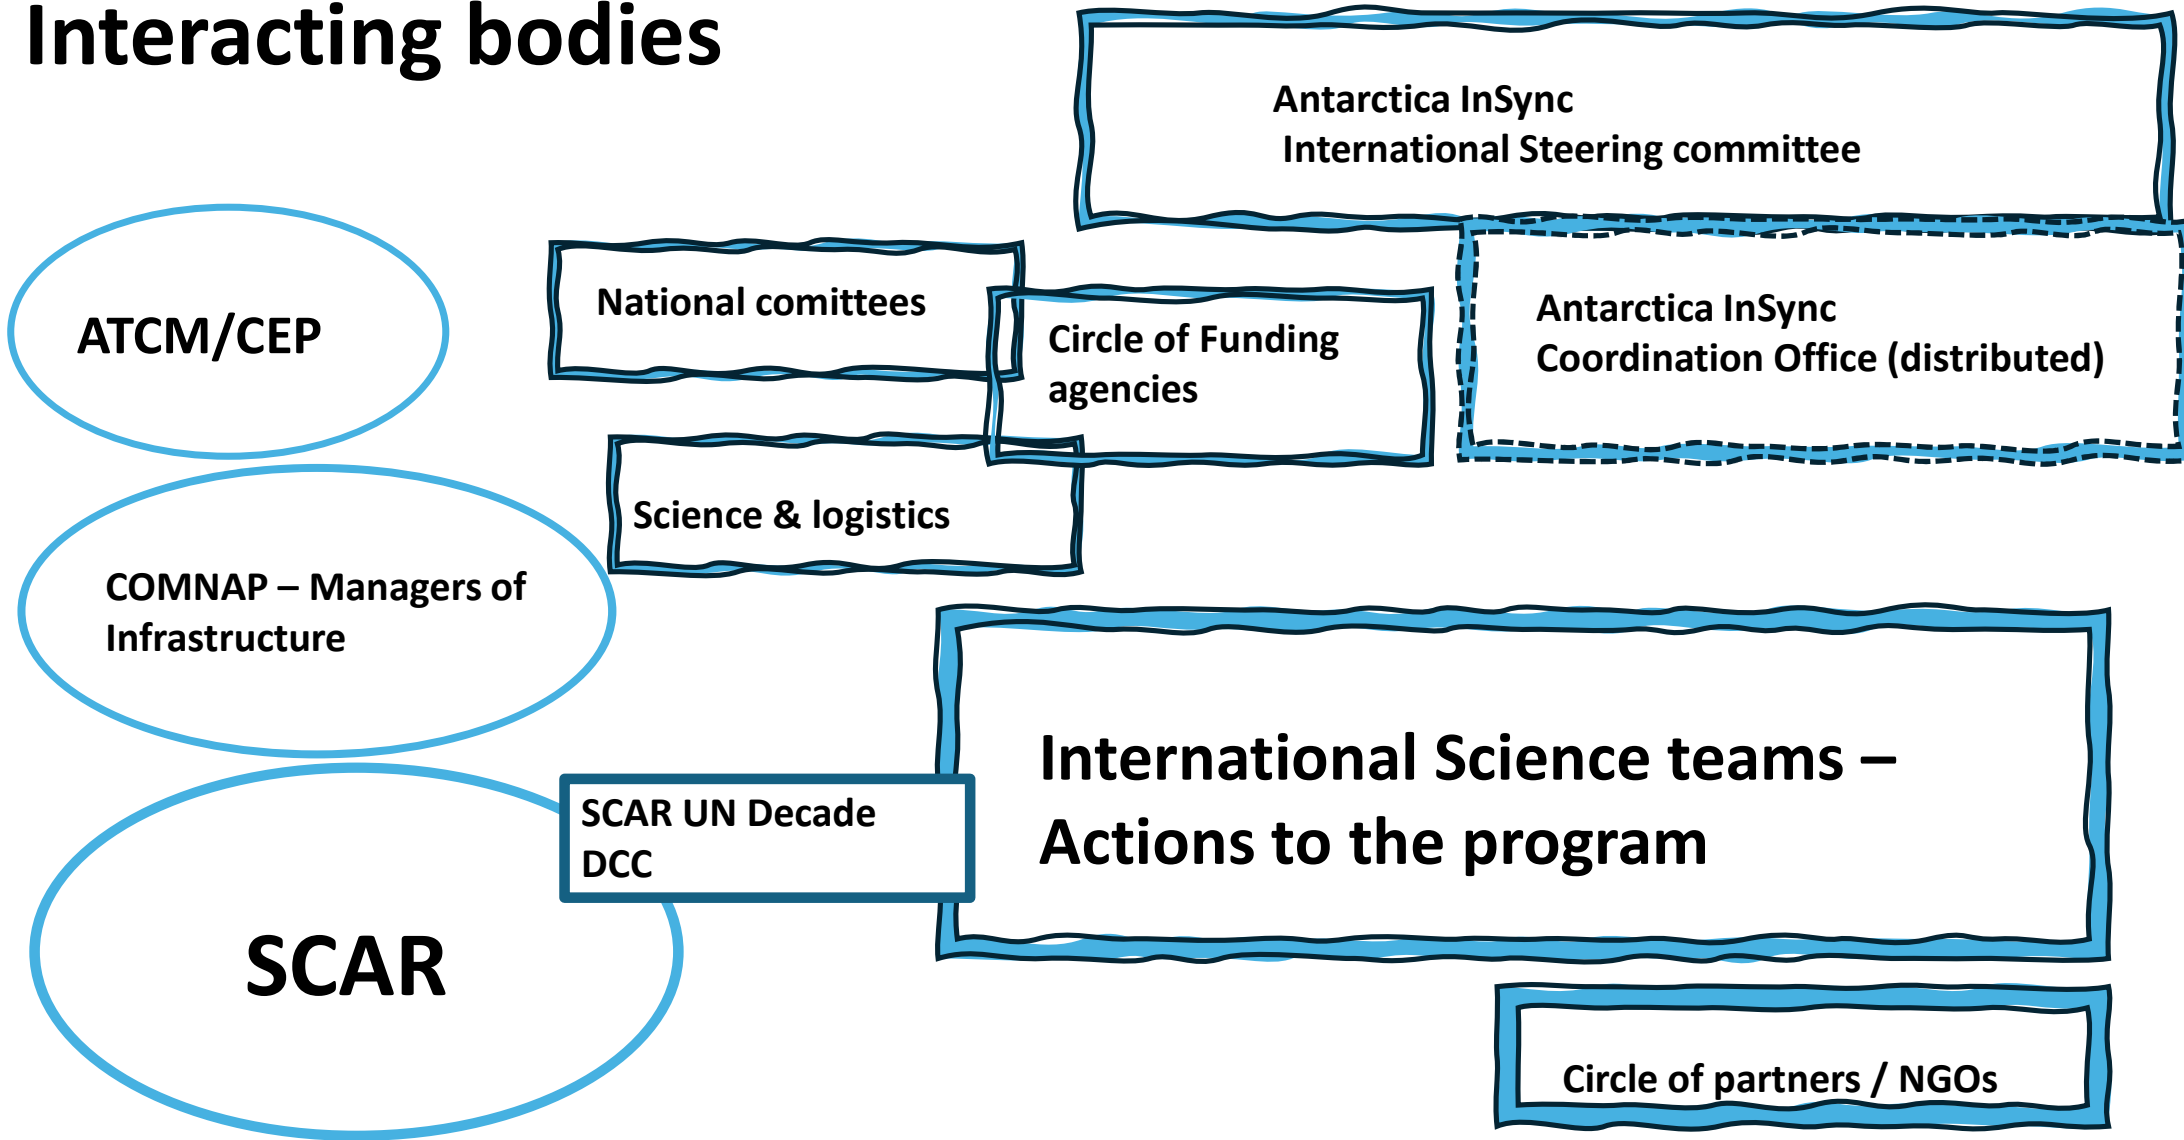 Interacting bodies
Antarctica InSync
International Steering committee
ATCM/CEP
National comittees
Circle of Funding
agencies
Antarctica InSync
Coordination Office (distributed)
Science & logistics
COMNAP – Managers of
Infrastructure
International Science teams –
Actions to the program
SCAR UN Decade
DCC
SCAR
Circle of partners / NGOs